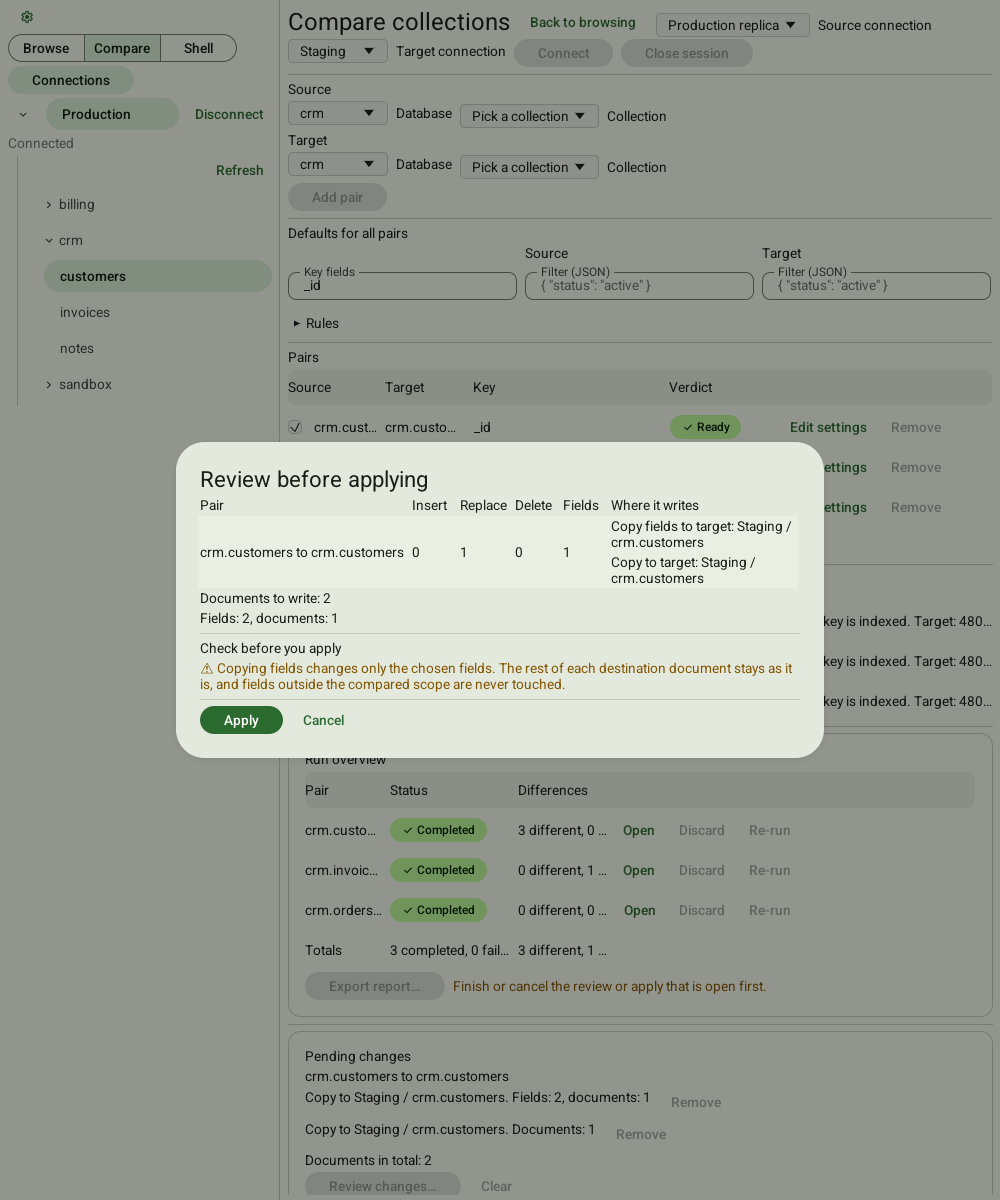 Browse Compare Shell
Connections
Production Disconnect
Connected
Refresh
billing
crm
customers
invoices
notes
sandbox
Compare collections Back to browsing Production replica Source connection
Staging Target connection Connect Close session
Source
crm Database Pick a collection Collection
Target
crm Database Pick a collection Collection
Add pair
Defaults for all pairs
Source Target
Key fields Filter (JSON) Filter (JSON)
_id { "status": "active" } { "status": "active" }
Rules
Pairs
Source Target Key Verdict
crm.cust... crm.custo... _id Ready Edit settings Remove
ettings Remove
ettings Remove
key is indexed. Target: 480...
key is indexed. Target: 480...
key is indexed. Target: 480...
Review before applying
Pair Insert Replace Delete Fields Where it writes
crm.customers to crm.customers 0 1 0 1 Copy fields to target: Staging /
crm.customers
Copy to target: Staging /
crm.customers
Documents to write: 2
Fields: 2, documents: 1
Check before you apply
⚠ Copying fields changes only the chosen fields. The rest of each destination document stays as it
is, and fields outside the compared scope are never touched.
Apply Cancel
Run overview
Pair Status Differences
crm.custo... Completed 3 different, 0 ... Open Discard Re-run
crm.invoic... Completed 0 different, 1 ... Open Discard Re-run
crm.orders... Completed 0 different, 0 ... Open Discard Re-run
Totals 3 completed, 0 fail... 3 different, 1 ...
Export report... Finish or cancel the review or apply that is open first.
Pending changes
crm.customers to crm.customers
Copy to Staging / crm.customers. Fields: 2, documents: 1 Remove
Copy to Staging / crm.customers. Documents: 1 Remove
Documents in total: 2
Review changes... Clear